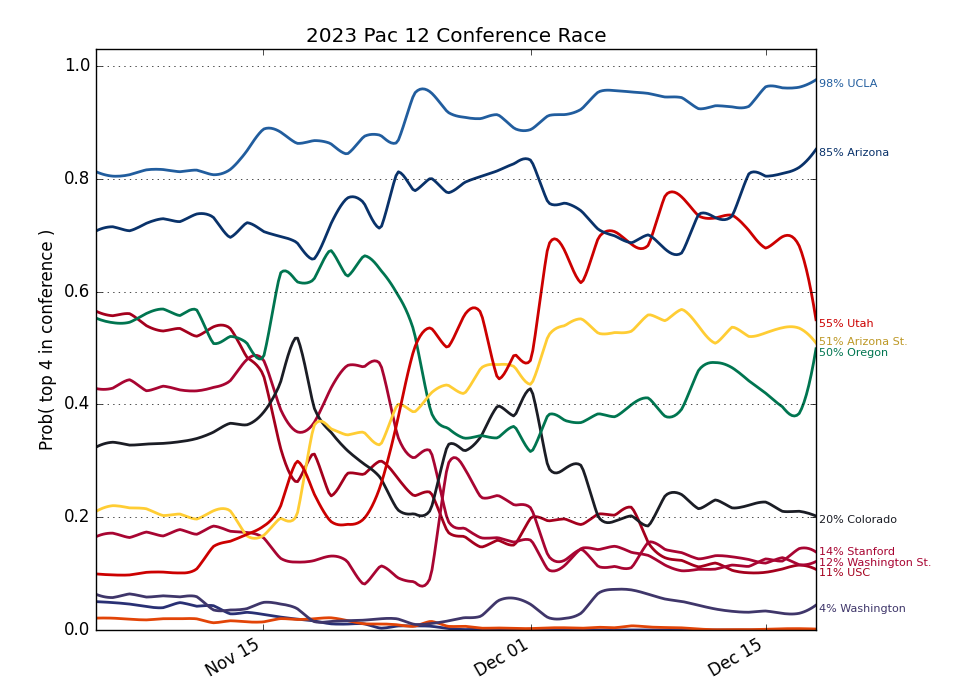 2023 Pac 12 Conference Race
Prob( top 4 in conference )
1.0
0.8
0.6
0.4
0.2
0.0
Nov 15
Dec 01
Dec 15
98% UCLA
85% Arizona
55% Utah
51% Arizona St.
50% Oregon
20% Colorado
14% Stanford
12% Washington St.
11% USC
4% Washington